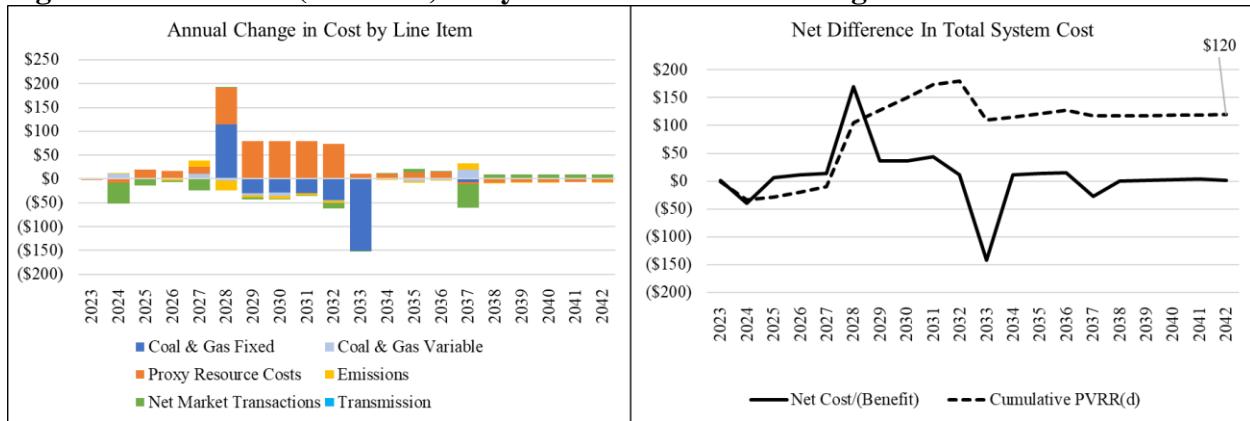 Annual Change in Cost by Line Item
$250
$200
$150
$100
$50
$0
($50)
($100)
($150)
($200)
2023 2024 2025 2026 2027 2028 2029 2030 2031 2032 2033 2034 2035 2036 2037 2038 2039 2040 2041 2042
Coal & Gas Fixed Coal & Gas Variable
Proxy Resource Costs Emissions
Net Market Transactions Transmission
Net Difference In Total System Cost
$120
$200
$150
$100
$50
$0
($50)
($100)
($150)
($200)
2023 2024 2025 2026 2027 2028 2029 2030 2031 2032 2033 2034 2035 2036 2037 2038 2039 2040 2041 2042
Net Cost/(Benefit) Cumulative PVRR(d)